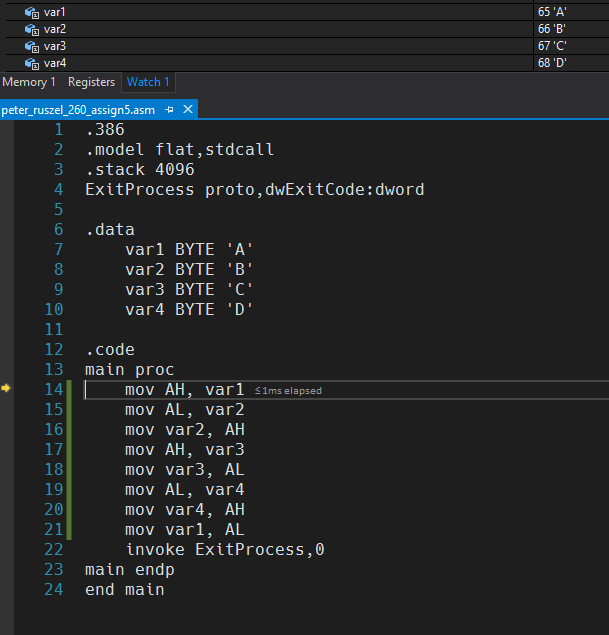 var1 65 'A'
var2 66 'B'
var3 67 'C'
var4 68 'D'
Memory 1 Registers Watch 1
peter_ruszel_260_assign5.asm
1 .386
2 .model flat,stdcall
3 .stack 4096
4 ExitProcess proto,dwExitCode:dword
5
6 .data
7     var1 BYTE 'A'
8     var2 BYTE 'B'
9     var3 BYTE 'C'
10     var4 BYTE 'D'
11
12 .code
13 main proc
14     mov AH, var1 ≤1ms elapsed
15     mov AL, var2
16     mov var2, AH
17     mov AH, var3
18     mov var3, AL
19     mov AL, var4
20     mov var4, AH
21     mov var1, AL
22     invoke ExitProcess,0
23 main endp
24 end main